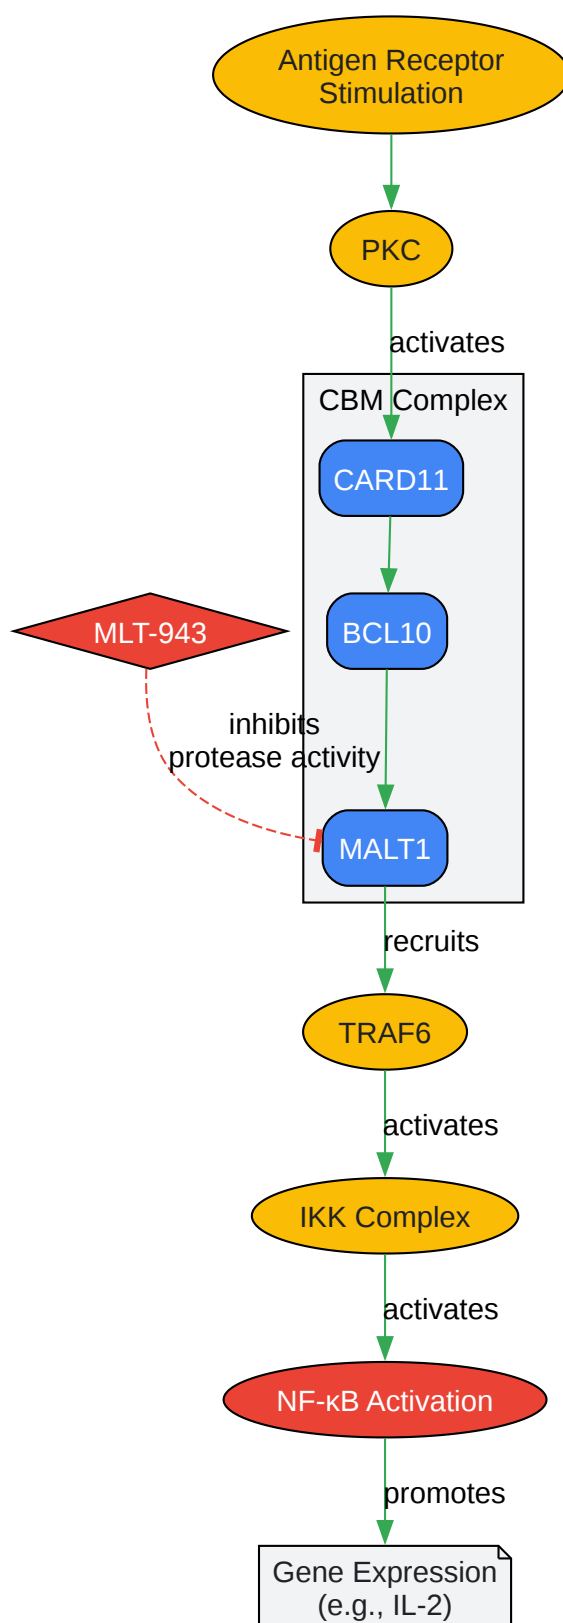 Antigen Receptor
Stimulation
PKC
activates
CBM Complex
CARD11
MLT-943
BCL10
inhibits
protease activity
MALT1
recruits
TRAF6
activates
IKK Complex
activates
NF-κB Activation
promotes
Gene Expression
(e.g., IL-2)